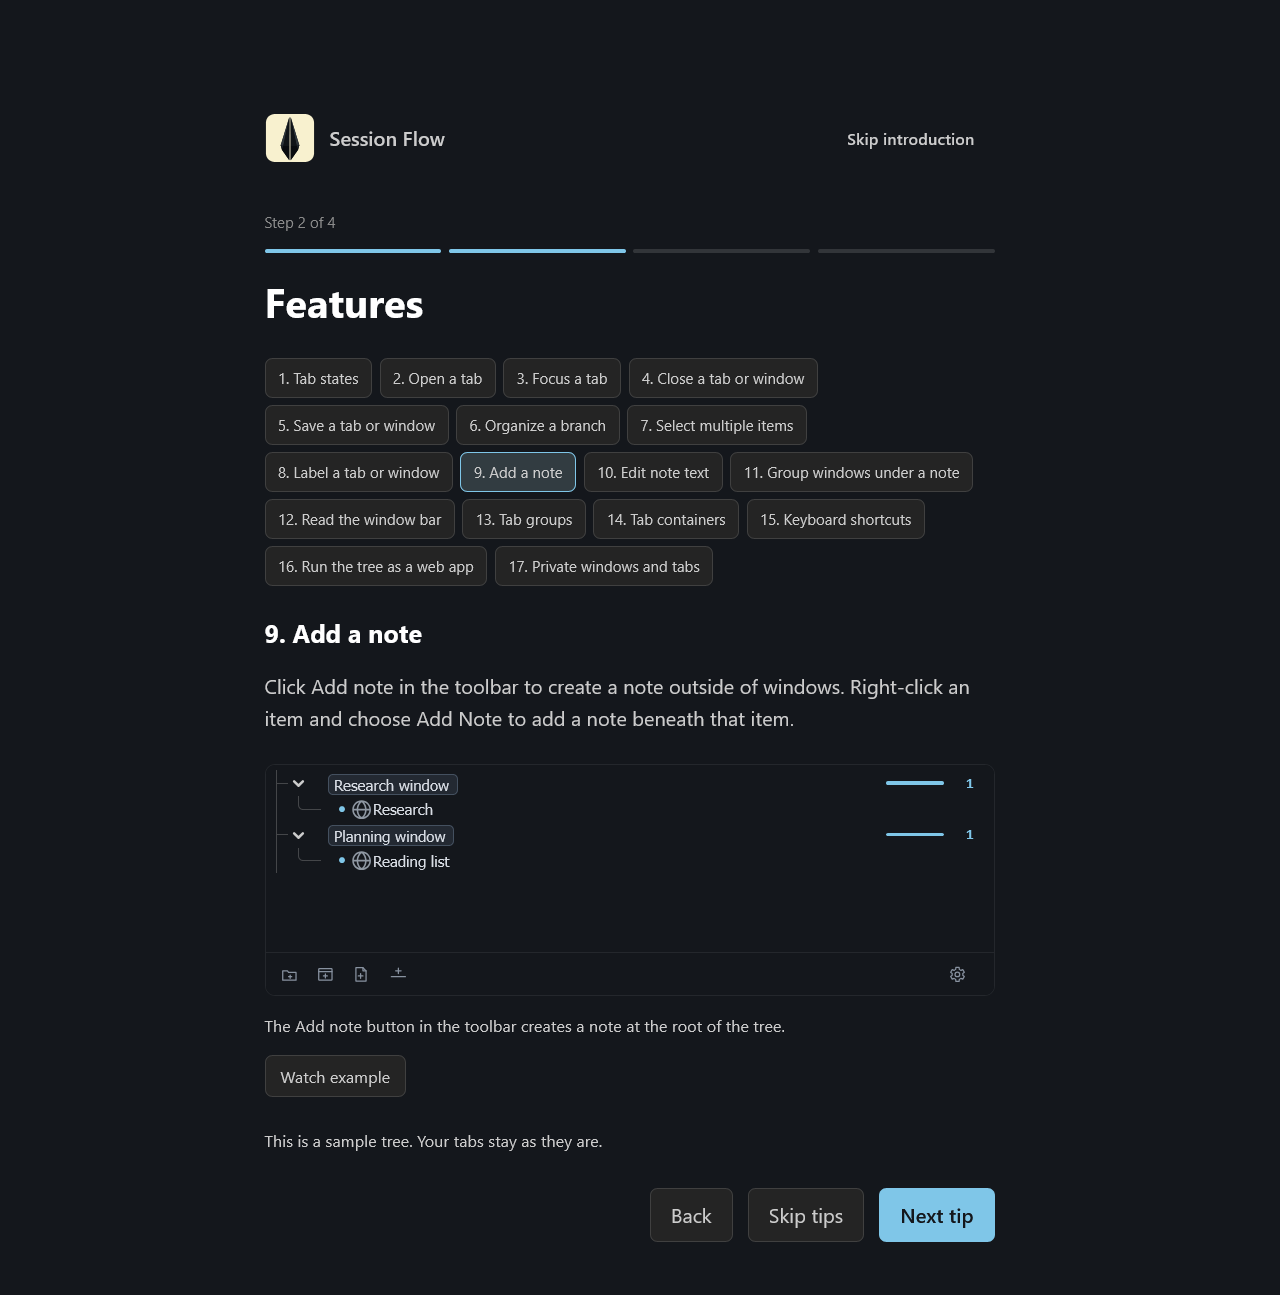 Session Flow
Skip introduction
Step 2 of 4
Features
1. Tab states
2. Open a tab
3. Focus a tab
4. Close a tab or window
5. Save a tab or window
6. Organize a branch
7. Select multiple items
8. Label a tab or window
9. Add a note
10. Edit note text
11. Group windows under a note
12. Read the window bar
13. Tab groups
14. Tab containers
15. Keyboard shortcuts
16. Run the tree as a web app
17. Private windows and tabs
9. Add a note
Click Add note in the toolbar to create a note outside of windows. Right-click an
item and choose Add Note to add a note beneath that item.
Research window
1
Research
Planning window
1
Reading list
The Add note button in the toolbar creates a note at the root of the tree.
Watch example
This is a sample tree. Your tabs stay as they are.
Back
Skip tips
Next tip